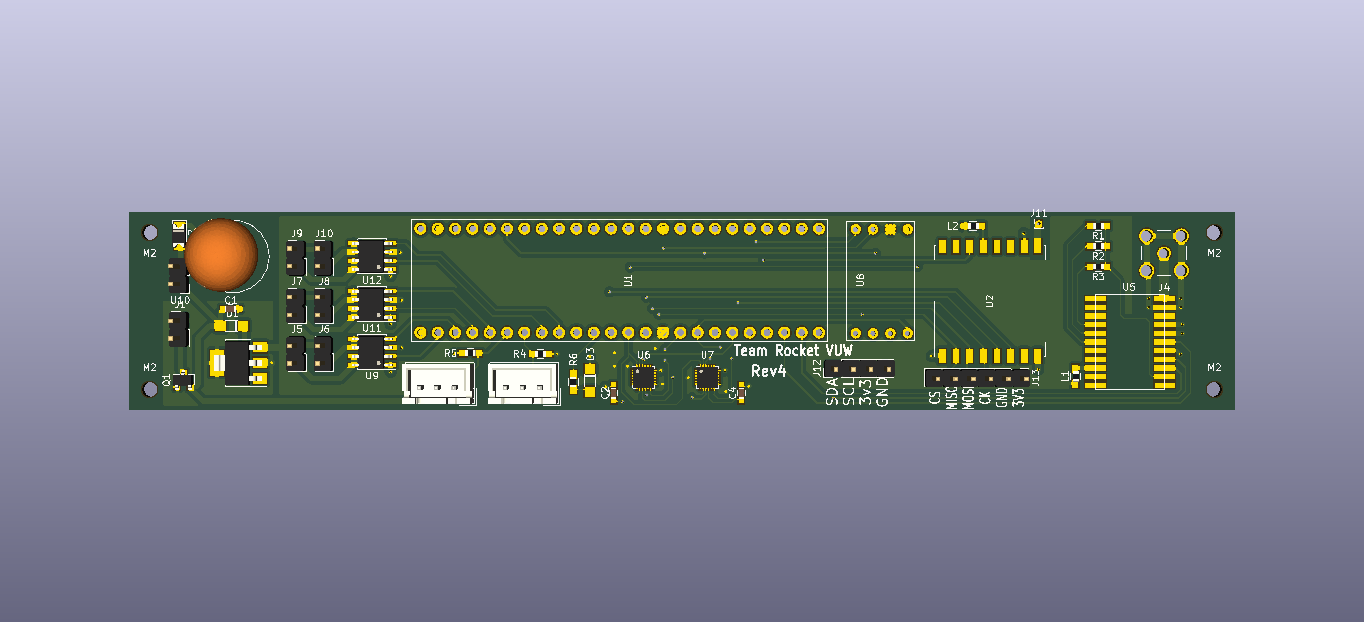 J11
L2
J9 J10
R1
M2
R2
M2
R3
U12
U1
U8
J7 J8
U5 J4
U10
C1
U2
J1
U11
J5 J6
Team Rocket VUW
R5
R4
R6
D3
U6
U7
M2
Rev4
J12
M2
U9
Q1
C2
C4
SDA
SCL
3v3
GND
CS
MISO
MOSI
CK
GND
3V3
J13
L1